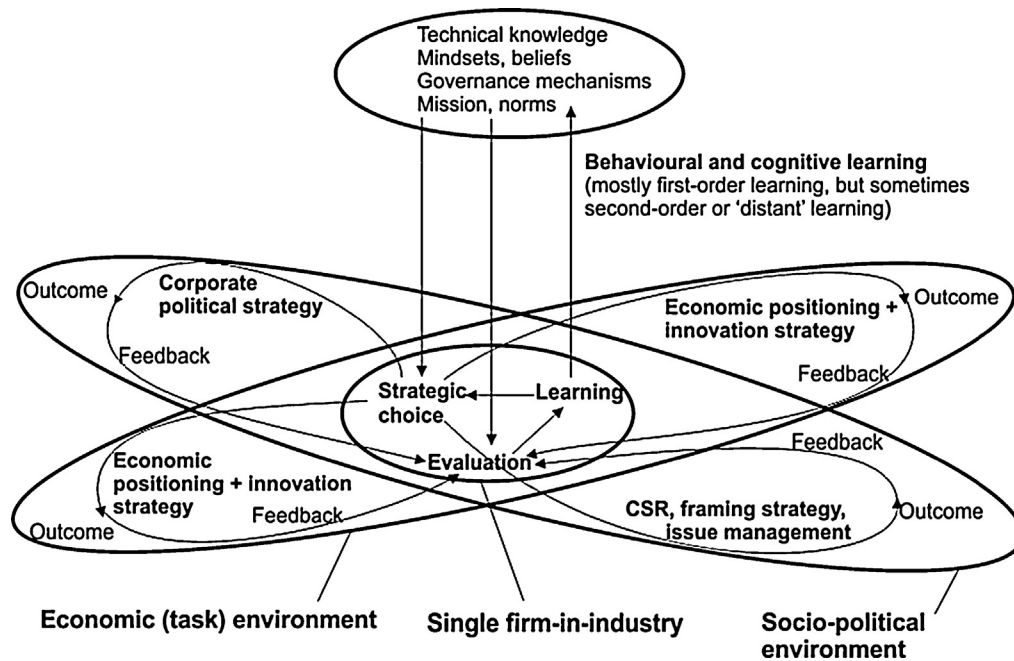 Technical knowledge
Mindsets, beliefs
Governance mechanisms
Mission, norms
Behavioural and cognitive learning
(mostly first-order learning, but sometimes
second-order or ‘distant’ learning)
Outcome
Corporate
political strategy
Feedback
Economic positioning +
innovation strategy
Outcome
Feedback
Strategic
choice
Learning
Evaluation
Feedback
Economic
positioning + innovation
strategy
Outcome
Feedback
CSR, framing strategy,
issue management
Outcome
Economic (task) environment
Single firm-in-industry
Socio-political
environment